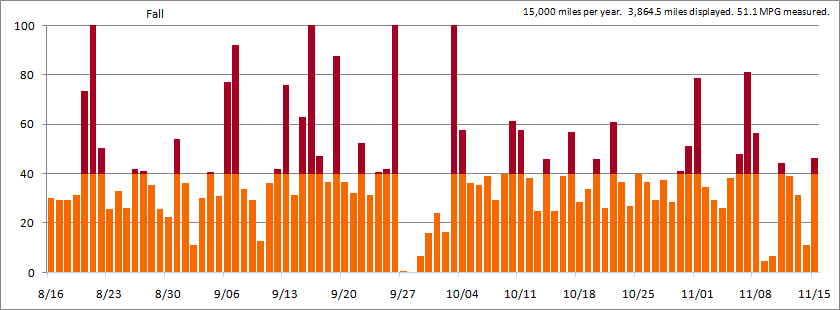 Fall
15,000 miles per year. 3,864.5 miles displayed. 51.1 MPG measured.
100
80
60
40
20
0
8/16 8/23 8/30 9/06 9/13 9/20 9/27 10/04 10/11 10/18 10/25 11/01 11/08 11/15